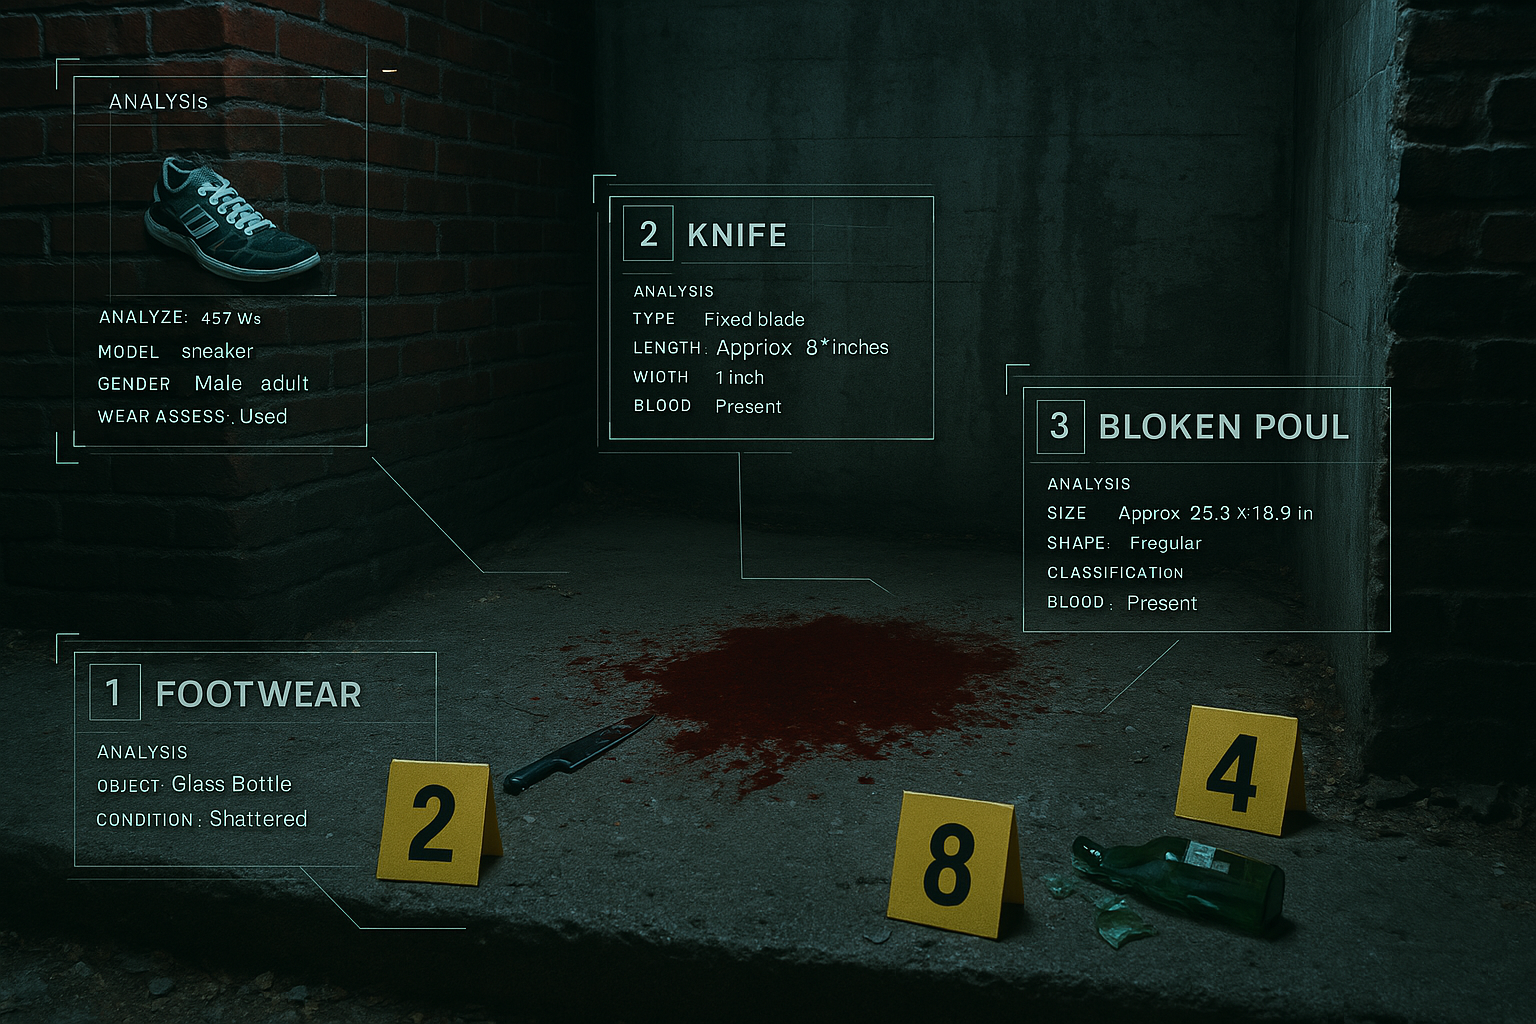 ANALYSIs
ANALYZE: 457 Ws
MODEL sneaker
GENDER Male adult
WEAR ASSESS:. Used
2 KNIFE
ANALYSIS
TYPE Fixed blade
LENGTH: Appriox 8*inches
WIOTH 1 inch
BLOOD Present
3 BLOKEN POUL
ANALYSIS
SIZE Approx 25.3 X:18.9 in
SHAPE: Fregular
CLASSIFICATION
BLOOD: Present
1 FOOTWEAR
ANALYSIS
OBJECT· Glass Bottle
CONDITION: Shattered
2
8
4